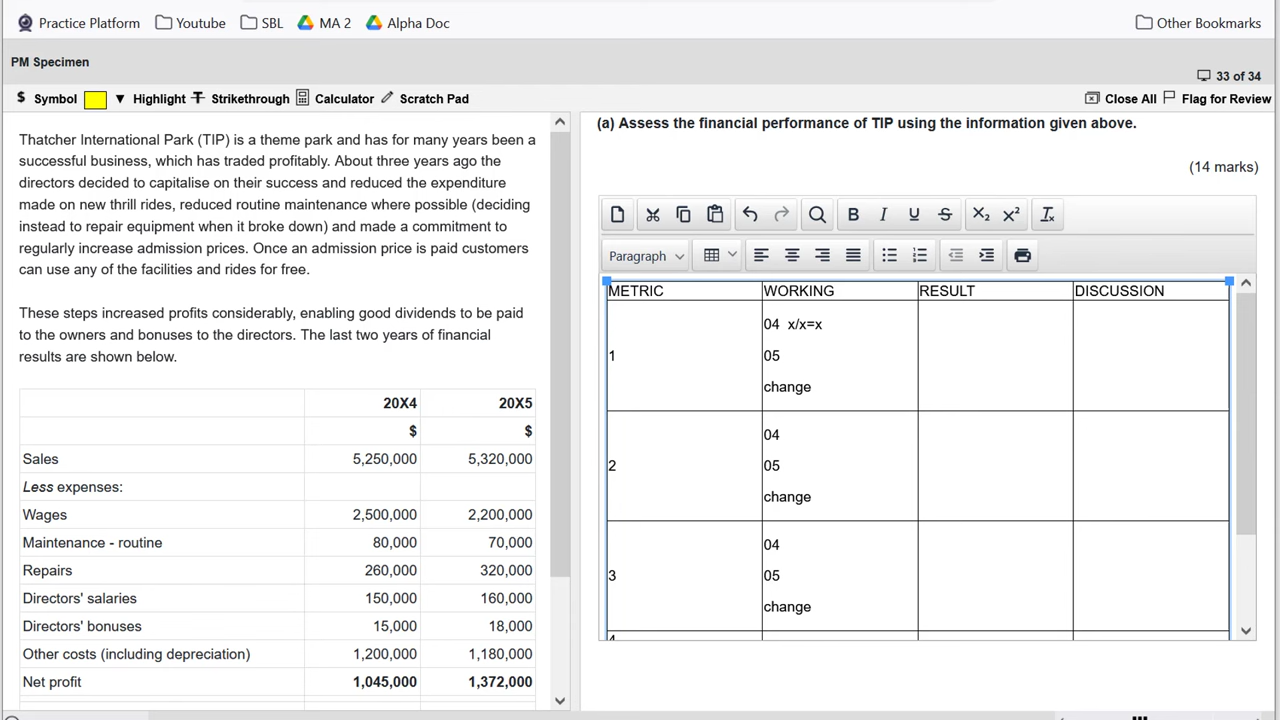 Practice Platform Youtube SBL MA 2 Alpha Doc Other Bookmarks
PM Specimen
33 of 34
$ Symbol Highlight T Strikethrough Calculator Scratch Pad Close All Flag for Review
Thatcher International Park (TIP) is a theme park and has for many years been a
successful business, which has traded profitably. About three years ago the
directors decided to capitalise on their success and reduced the expenditure
made on new thrill rides, reduced routine maintenance where possible (deciding
instead to repair equipment when it broke down) and made a commitment to
regularly increase admission prices. Once an admission price is paid customers
can use any of the facilities and rides for free.
These steps increased profits considerably, enabling good dividends to be paid
to the owners and bonuses to the directors. The last two years of financial
results are shown below.
20X4 20X5
$ $
Sales 5,250,000 5,320,000
Less expenses:
Wages 2,500,000 2,200,000
Maintenance - routine 80,000 70,000
Repairs 260,000 320,000
Directors' salaries 150,000 160,000
Directors' bonuses 15,000 18,000
Other costs (including depreciation) 1,200,000 1,180,000
Net profit 1,045,000 1,372,000
(a) Assess the financial performance of TIP using the information given above.
(14 marks)
B I U S X₂ X² Tx
Paragraph
METRIC WORKING RESULT DISCUSSION
04 x/x=x
1 05
change
04
2 05
change
04
3 05
change
4